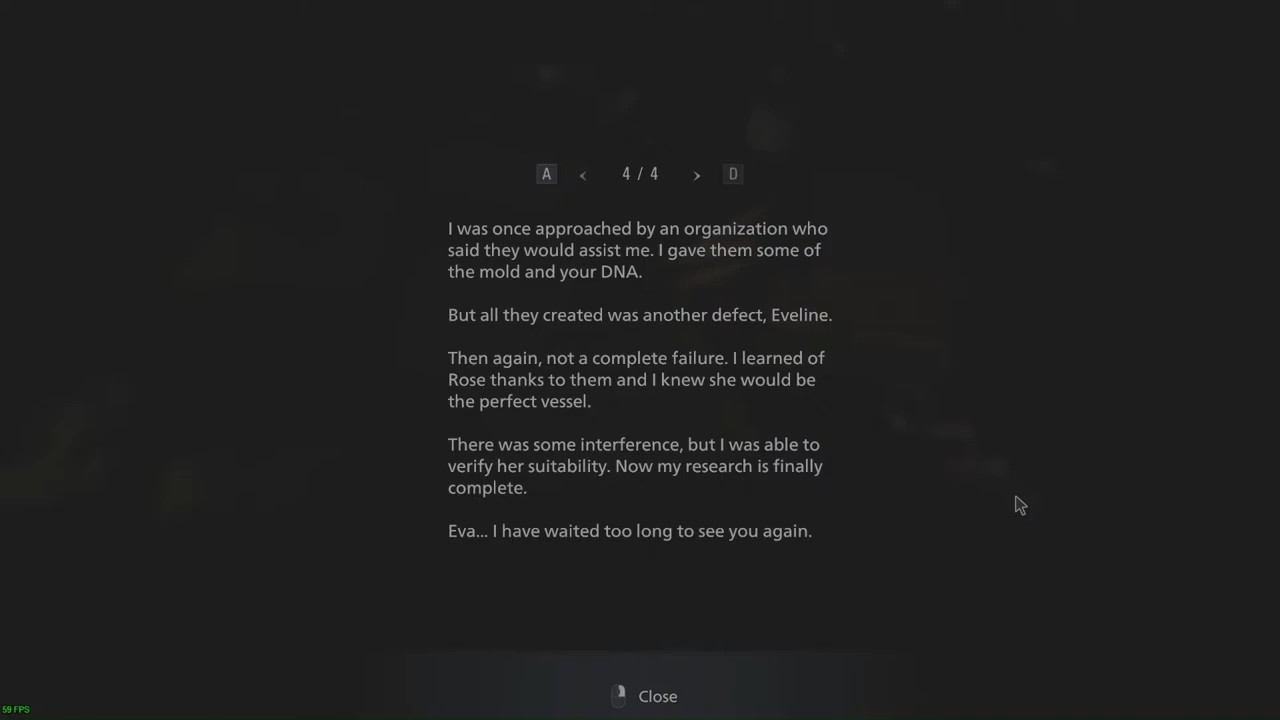 A < 4 / 4 > D
I was once approached by an organization who
said they would assist me. I gave them some of
the mold and your DNA.
But all they created was another defect, Eveline.
Then again, not a complete failure. I learned of
Rose thanks to them and I knew she would be
the perfect vessel.
There was some interference, but I was able to
verify her suitability. Now my research is finally
complete.
Eva... I have waited too long to see you again.
Close
59 FPS